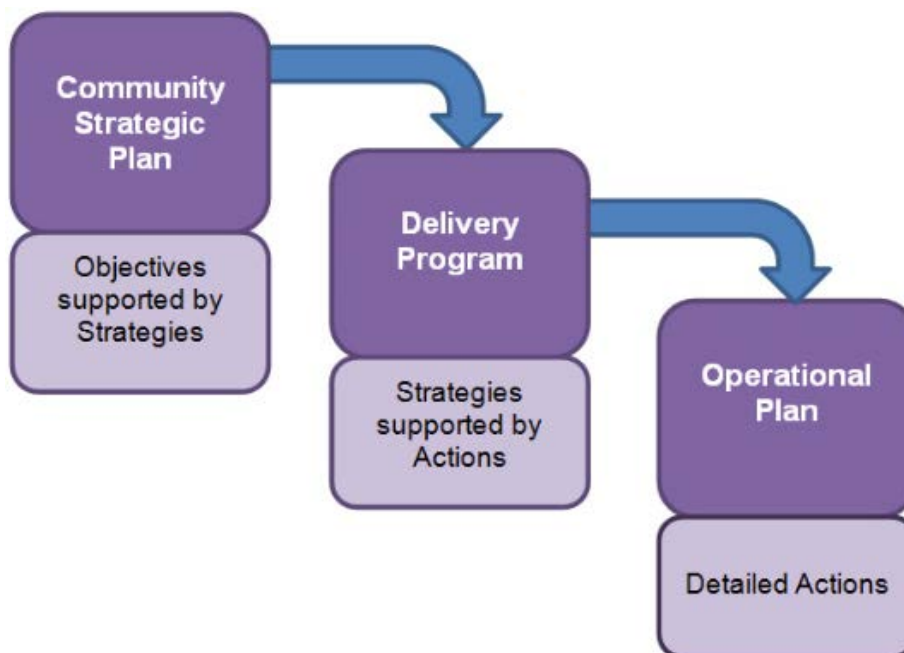 Community
Strategic
Plan
Objectives
supported by
Strategies
Delivery
Program
Strategies
supported by
Actions
Operational
Plan
Detailed Actions